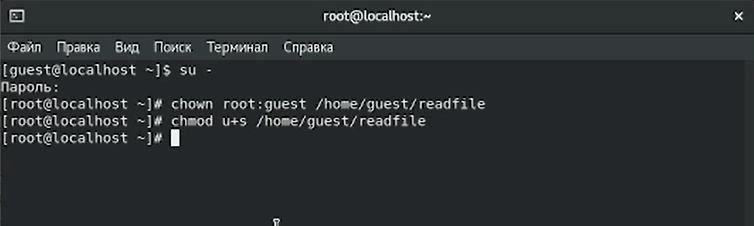 root@localhost:~
Файл Правка Вид Поиск Терминал Справка
[guest@localhost ~]$ su -
Пароль:
[root@localhost ~]# chown root:guest /home/guest/readfile
[root@localhost ~]# chmod u+s /home/guest/readfile
[root@localhost ~]#